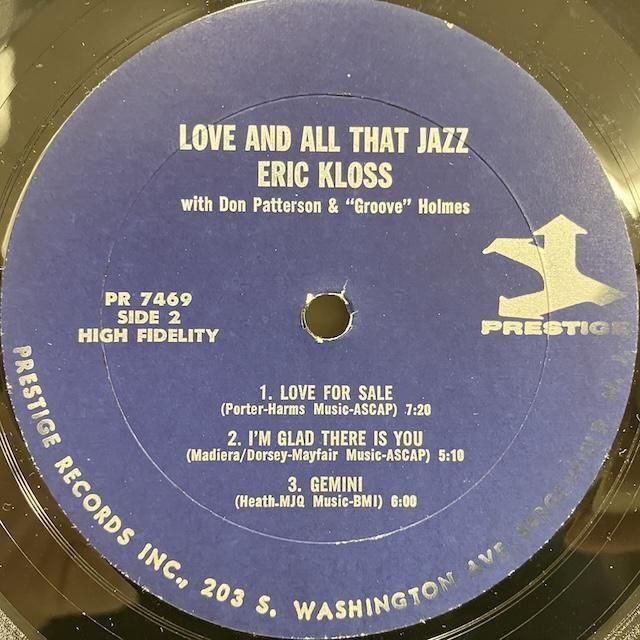 LOVE AND ALL THAT JAZZ
ERIC KLOSS
with Don Patterson & "Groove" Holmes
PR 7469
SIDE 2
HIGH FIDELITY
PRESTIGE
1. LOVE FOR SALE
(Porter-Harms Music-ASCAP) 7:20
2. I'M GLAD THERE IS YOU
(Madiera/Dorsey-Mayfair Music-ASCAP) 5:10
3. GEMINI
(Heath-MJQ Music-BMI) 6:00
PRESTIGE RECORDS INC., 203 S. WASHINGTON AVE.